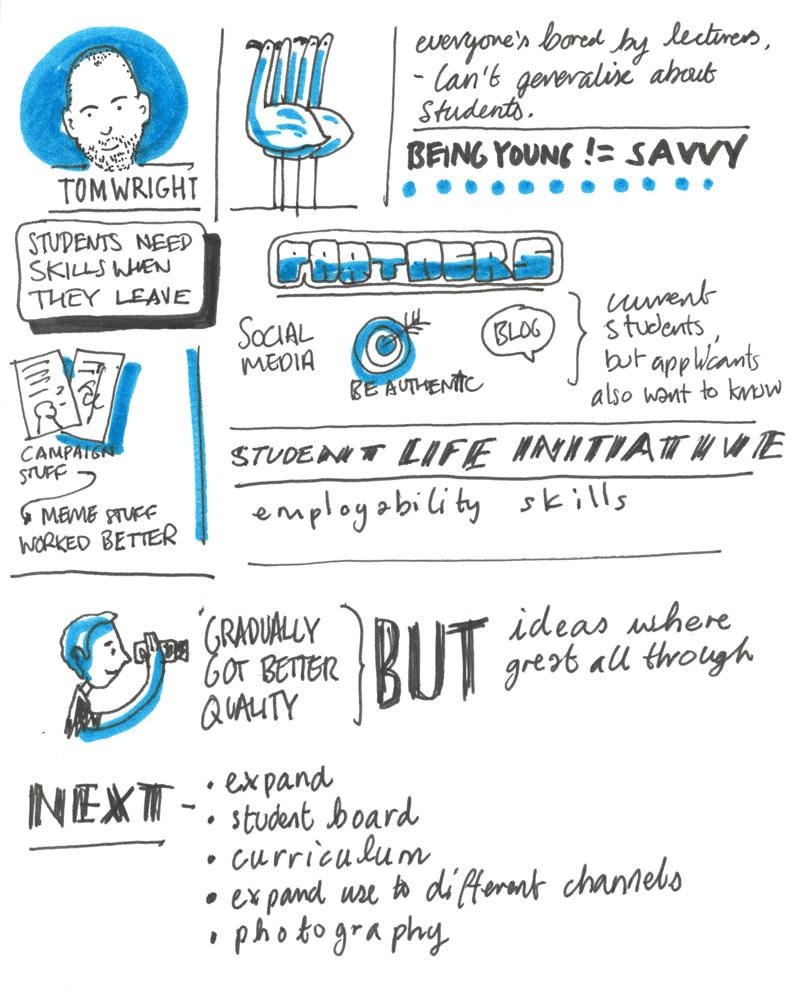 TOM WRIGHT
everyone's bored by lecturers,
- Can't generalise about
students.
BEING YOUNG != SAVVY
STUDENTS NEED
SKILLS WHEN
THEY LEAVE
PARTNERS
SOCIAL
MEDIA
BE AUTHENTIC
BLOG
current
students,
but applicants
also want to know
CAMPAIGN
STUFF
MEME STUFF
WORKED BETTER
STUDENT LIFE INITIATIVE
employability skills
'GRADUALLY
GOT BETTER
QUALITY
BUT
ideas where
great all through
NEXT -
• expand
• student board
• curriculum
• expand use to different channels
• photography